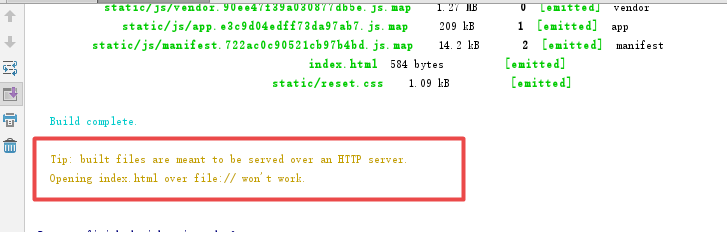 static/js/vendor.90ee47f39a030877dbbe.js.map 1.27 MB 0 [emitted] vendor
static/js/app.e3c9d04edff73da97ab7.js.map 209 kB 1 [emitted] app
static/js/manifest.722ac0c90521cb97b4bd.js.map 14.2 kB 2 [emitted] manifest
index.html 584 bytes [emitted]
static/reset.css 1.09 kB [emitted]
Build complete.
Tip: built files are meant to be served over an HTTP server.
Opening index.html over file:// won't work.